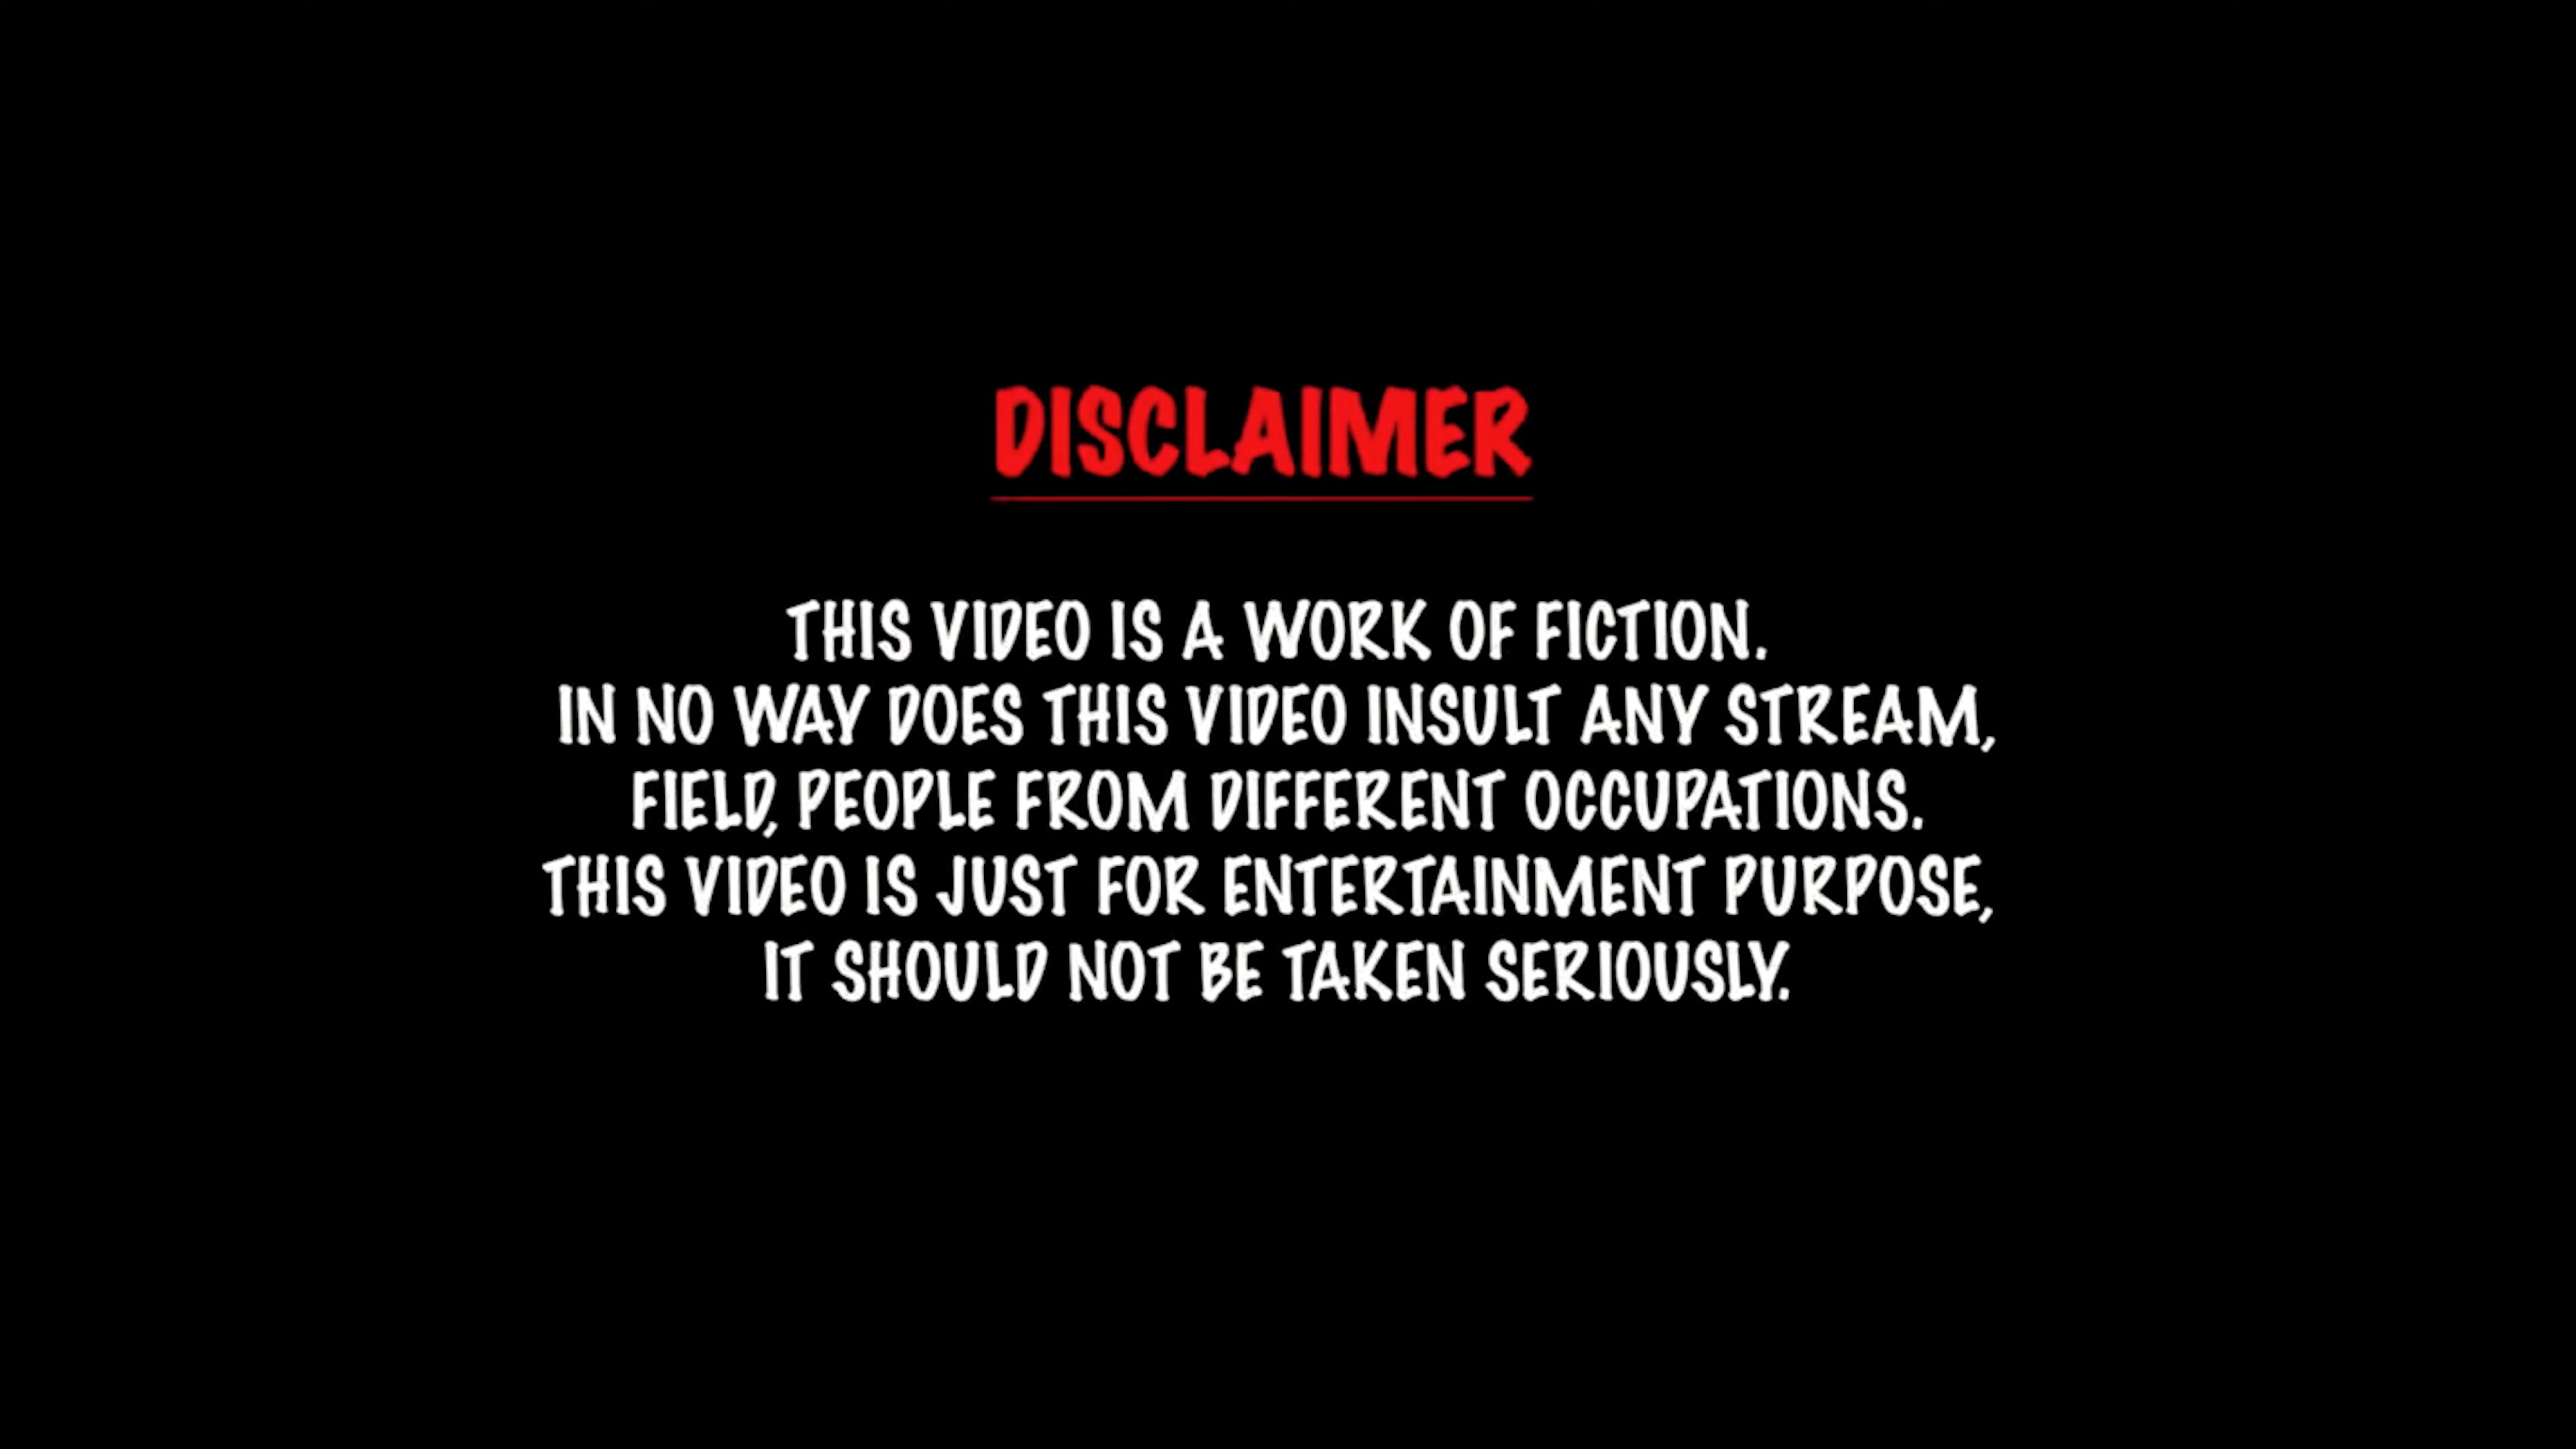 DISCLAIMER
THIS VIDEO IS A WORK OF FICTION.
IN NO WAY DOES THIS VIDEO INSULT ANY STREAM,
FIELD, PEOPLE FROM DIFFERENT OCCUPATIONS.
THIS VIDEO IS JUST FOR ENTERTAINMENT PURPOSE,
IT SHOULD NOT BE TAKEN SERIOUSLY.